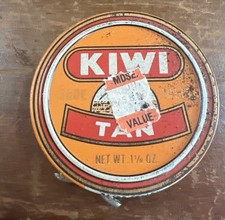 KIWI
MDSE
VALUE
TAN
NET WT. 1⅛ OZ.